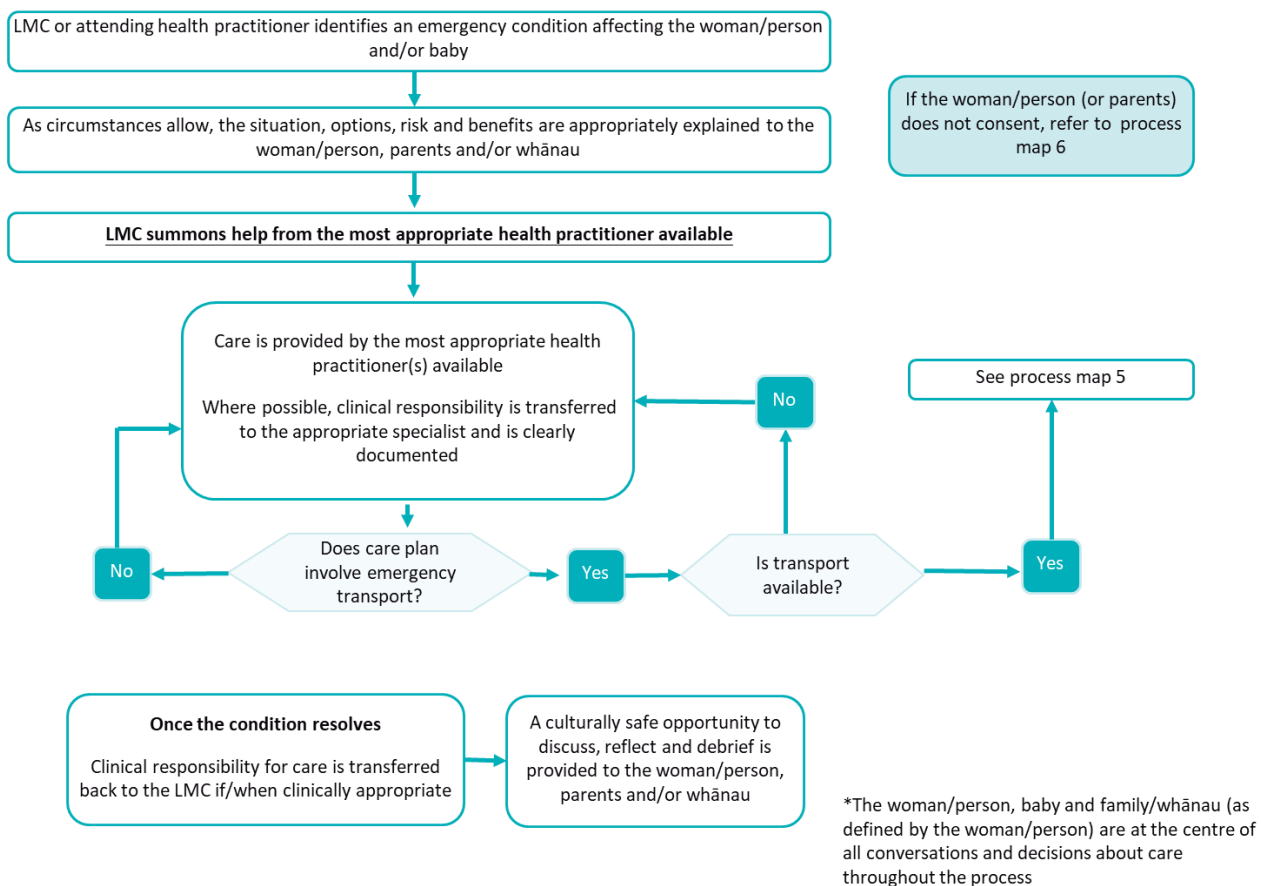 LMC or attending health practitioner identifies an emergency condition affecting the woman/person
and/or baby
As circumstances allow, the situation, options, risk and benefits are appropriately explained to the
woman/person, parents and/or whānau
If the woman/person (or parents)
does not consent, refer to process
map 6
LMC summons help from the most appropriate health practitioner available
Care is provided by the most appropriate health
practitioner(s) available
Where possible, clinical responsibility is transferred
to the appropriate specialist and is clearly
documented
No
See process map 5
No
Does care plan
involve emergency
transport?
Yes
Is transport
available?
Yes
Once the condition resolves
Clinical responsibility for care is transferred
back to the LMC if/when clinically appropriate
A culturally safe opportunity to
discuss, reflect and debrief is
provided to the woman/person,
parents and/or whānau
*The woman/person, baby and family/whānau (as
defined by the woman/person) are at the centre of
all conversations and decisions about care
throughout the process